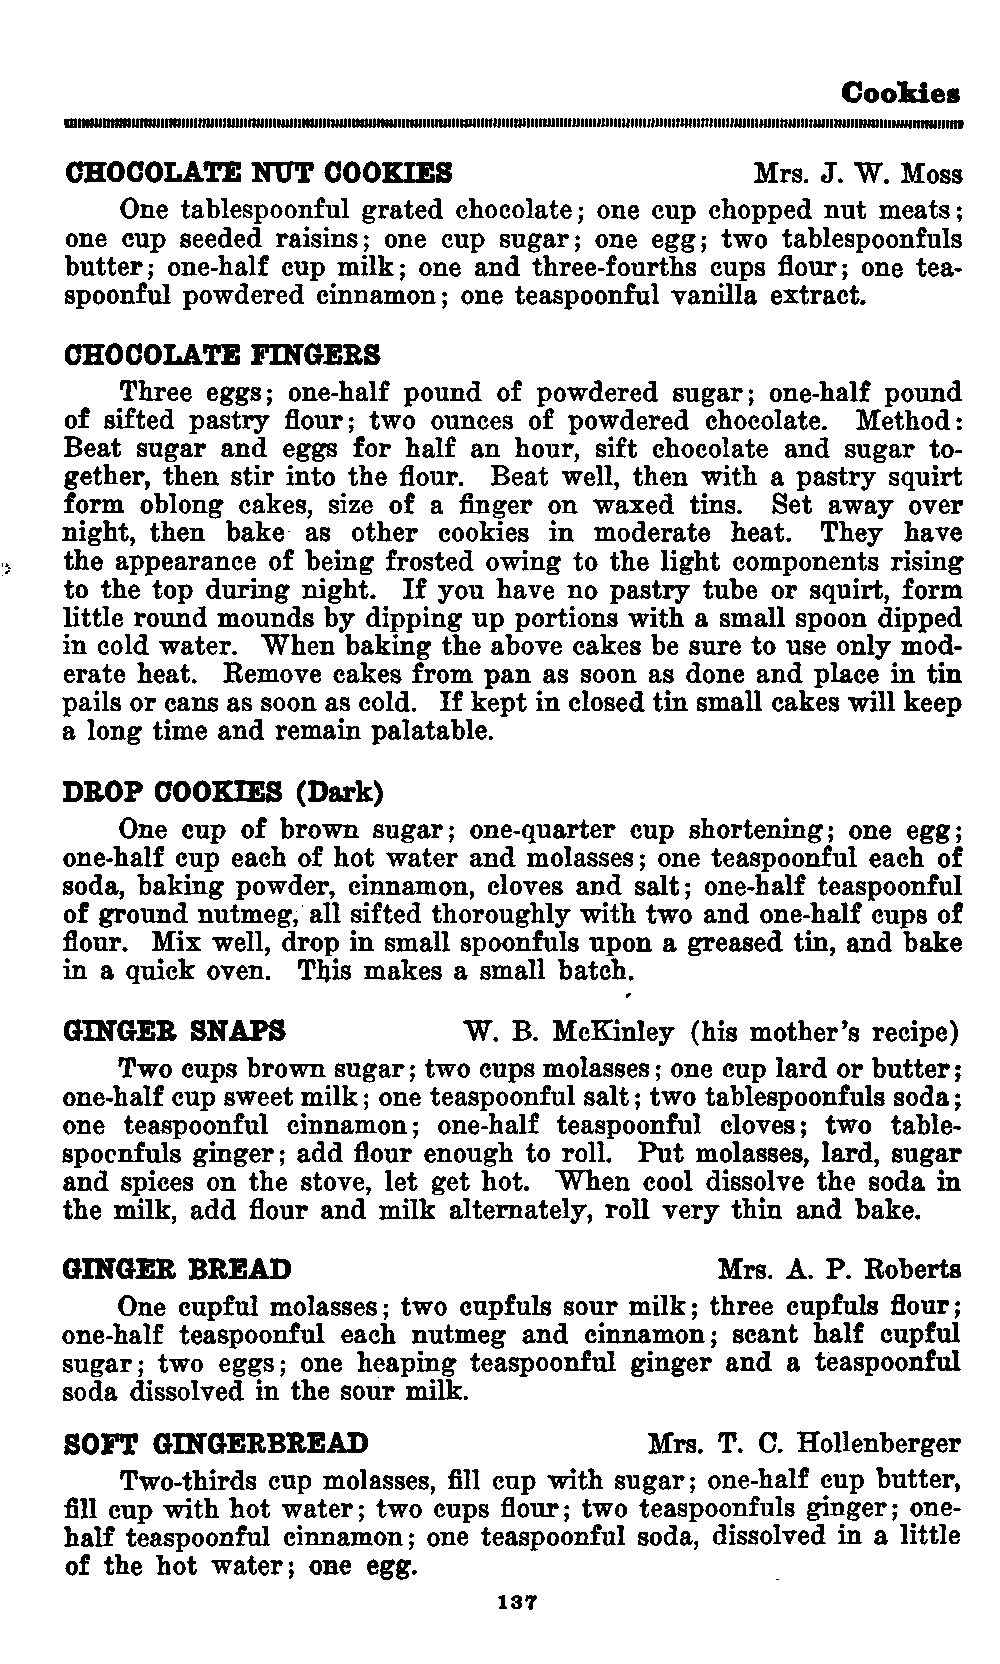 Cookies
CHOCOLATE NUT COOKIES Mrs. J. W. Moss
One tablespoonful grated chocolate; one cup chopped nut meats;
one cup seeded raisins; one cup sugar; one egg; two tablespoonfuls
butter; one-half cup milk; one and three-fourths cups flour; one tea-
spoonful powdered cinnamon; one teaspoonful vanilla extract.
CHOCOLATE FINGERS
Three eggs; one-half pound of powdered sugar; one-half pound
of sifted pastry flour; two ounces of powdered chocolate. Method:
Beat sugar and eggs for half an hour, sift chocolate and sugar to-
gether, then stir into the flour. Beat well, then with a pastry squirt
form oblong cakes, size of a finger on waxed tins. Set away over
night, then bake as other cookies in moderate heat. They have
the appearance of being frosted owing to the light components rising
to the top during night. If you have no pastry tube or squirt, form
little round mounds by dipping up portions with a small spoon dipped
in cold water. When baking the above cakes be sure to use only mod-
erate heat. Remove cakes from pan as soon as done and place in tin
pails or cans as soon as cold. If kept in closed tin small cakes will keep
a long time and remain palatable.
DROP COOKIES (Dark)
One cup of brown sugar; one-quarter cup shortening; one egg;
one-half cup each of hot water and molasses; one teaspoonful each of
soda, baking powder, cinnamon, cloves and salt; one-half teaspoonful
of ground nutmeg, all sifted thoroughly with two and one-half cups of
flour. Mix well, drop in small spoonfuls upon a greased tin, and bake
in a quick oven. This makes a small batch.
GINGER SNAPS W. B. McKinley (his mother's recipe)
Two cups brown sugar; two cups molasses; one cup lard or butter;
one-half cup sweet milk; one teaspoonful salt; two tablespoonfuls soda;
one teaspoonful cinnamon; one-half teaspoonful cloves; two table-
spocnfuls ginger; add flour enough to roll. Put molasses, lard, sugar
and spices on the stove, let get hot. When cool dissolve the soda in
the milk, add flour and milk alternately, roll very thin and bake.
GINGER BREAD Mrs. A. P. Roberts
One cupful molasses; two cupfuls sour milk; three cupfuls flour;
one-half teaspoonful each nutmeg and cinnamon; scant half cupful
sugar; two eggs; one heaping teaspoonful ginger and a teaspoonful
soda dissolved in the sour milk.
SOFT GINGERBREAD Mrs. T. C. Hollenberger
Two-thirds cup molasses, fill cup with sugar; one-half cup butter,
fill cup with hot water; two cups flour; two teaspoonfuls ginger; one-
half teaspoonful cinnamon; one teaspoonful soda, dissolved in a little
of the hot water; one egg.
137